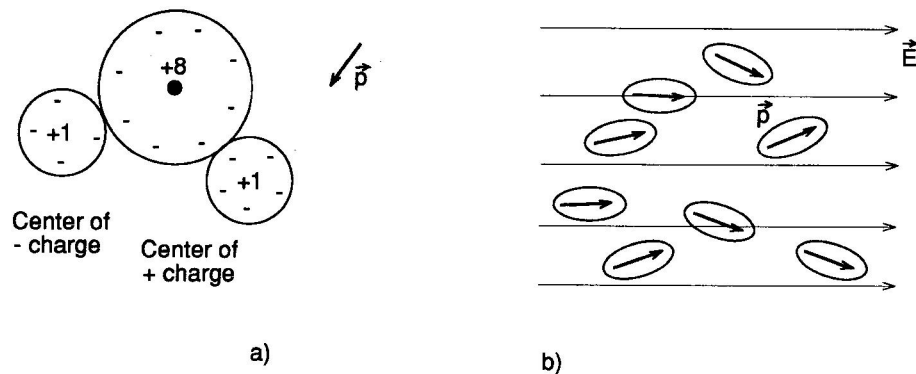 +8
+1
+1
p
Center of
- charge
Center of
+ charge
a)
E
p
b)